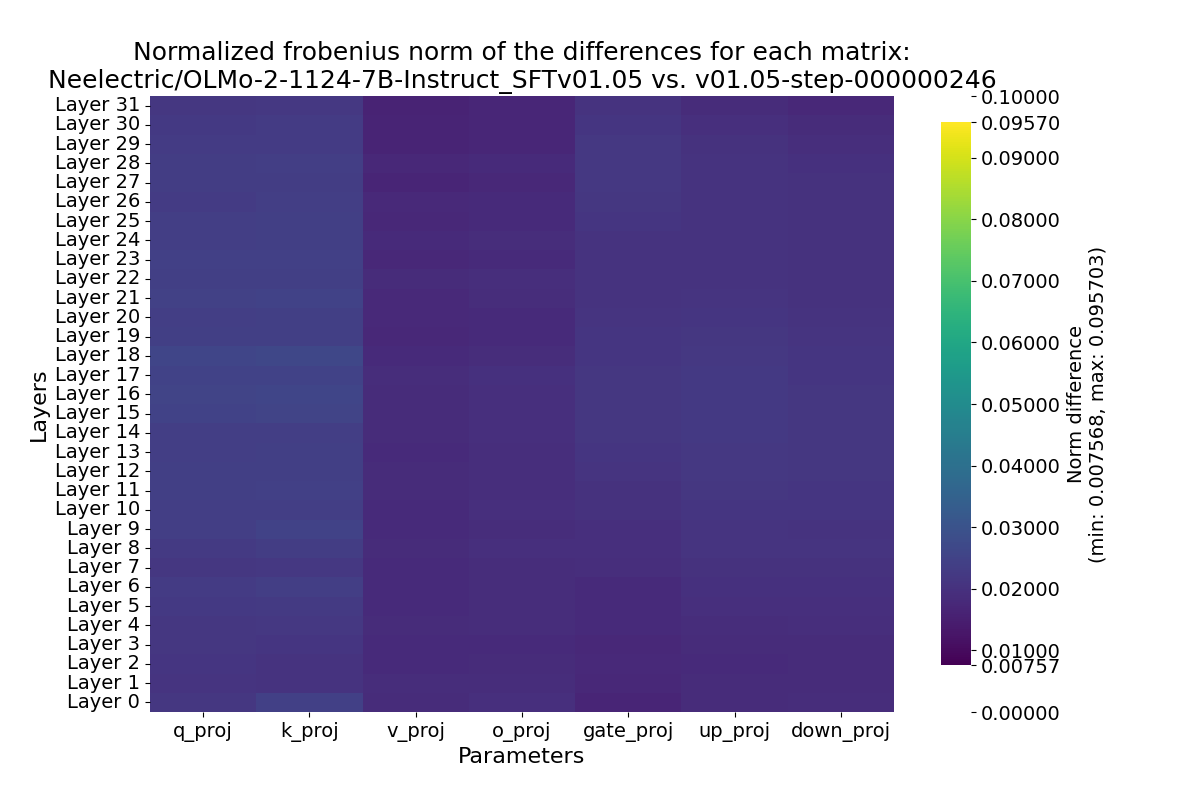 Normalized frobenius norm of the differences for each matrix:
Neelectric/OLMo-2-1124-7B-Instruct_SFTv01.05 vs. v01.05-step-000000246
Layers
Layer 31
Layer 30
Layer 29
Layer 28
Layer 27
Layer 26
Layer 25
Layer 24
Layer 23
Layer 22
Layer 21
Layer 20
Layer 19
Layer 18
Layer 17
Layer 16
Layer 15
Layer 14
Layer 13
Layer 12
Layer 11
Layer 10
Layer 9
Layer 8
Layer 7
Layer 6
Layer 5
Layer 4
Layer 3
Layer 2
Layer 1
Layer 0
q_proj k_proj v_proj o_proj gate_proj up_proj down_proj
Parameters
0.10000
0.09570
0.09000
0.08000
0.07000
0.06000
0.05000
0.04000
0.03000
0.02000
0.01000
0.00757
0.00000
Norm difference
(min: 0.007568, max: 0.095703)